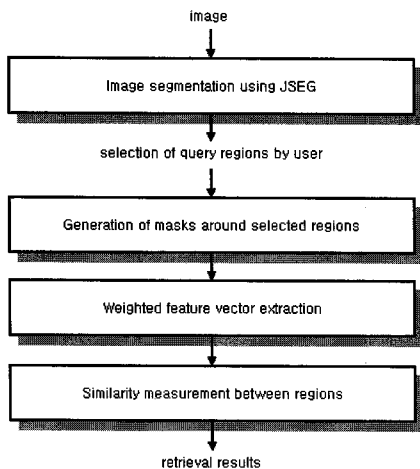 image
Image segmentation using JSEG
selection of query regions by user
Generation of masks around selected regions
Weighted feature vector extraction
Similarity measurement between regions
retrieval results